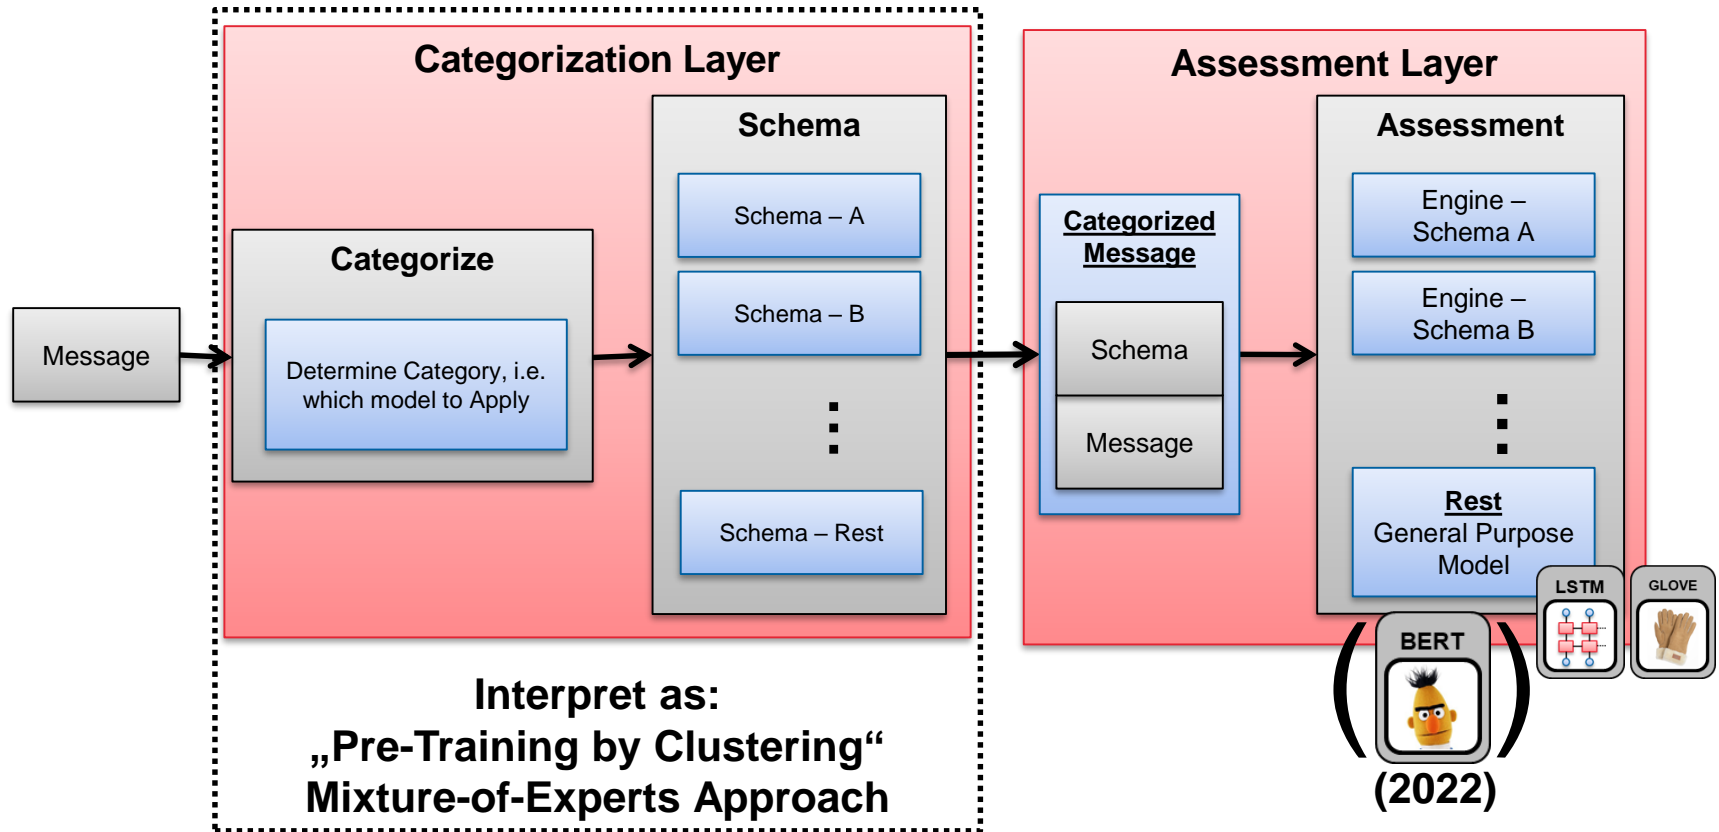 Categorization Layer
Assessment Layer
Message
Categorize
Determine Category, i.e.
which model to Apply
Schema
Schema – A
Schema – B
Schema – Rest
Categorized
Message
Schema
Message
Assessment
Engine –
Schema A
Engine –
Schema B
Rest
General Purpose
Model
LSTM
GLOVE
( BERT )
(2022)
Interpret as:
„Pre-Training by Clustering“
Mixture-of-Experts Approach